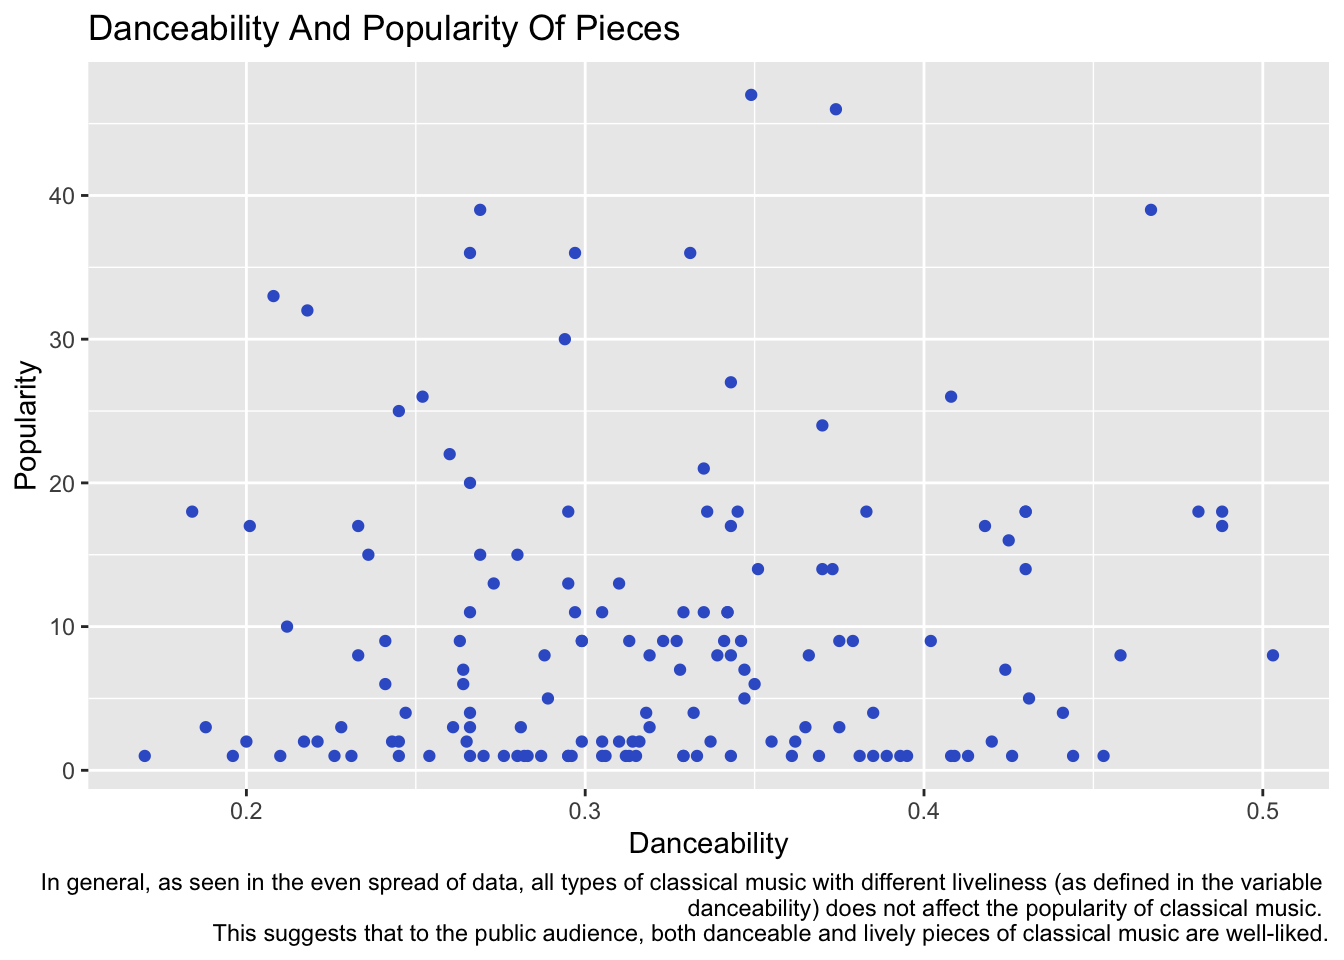 Danceability And Popularity Of Pieces
40
30
20
10
0
Popularity
0.2 0.3 0.4 0.5
Danceability
In general, as seen in the even spread of data, all types of classical music with different liveliness (as defined in the variable
danceability) does not affect the popularity of classical music.
This suggests that to the public audience, both danceable and lively pieces of classical music are well-liked.